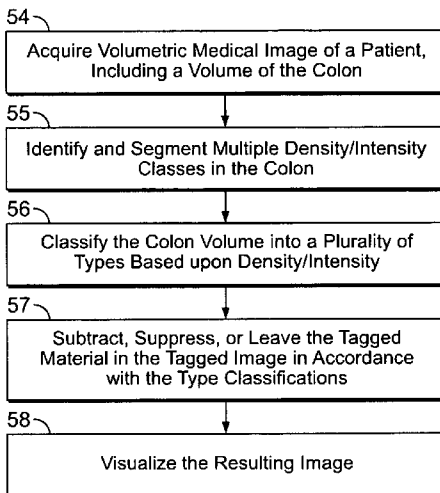 54
Acquire Volumetric Medical Image of a Patient,
Including a Volume of the Colon
55
Identify and Segment Multiple Density/Intensity
Classes in the Colon
56
Classify the Colon Volume into a Plurality of
Types Based upon Density/Intensity
57
Subtract, Suppress, or Leave the Tagged
Material in the Tagged Image in Accordance
with the Type Classifications
58
Visualize the Resulting Image